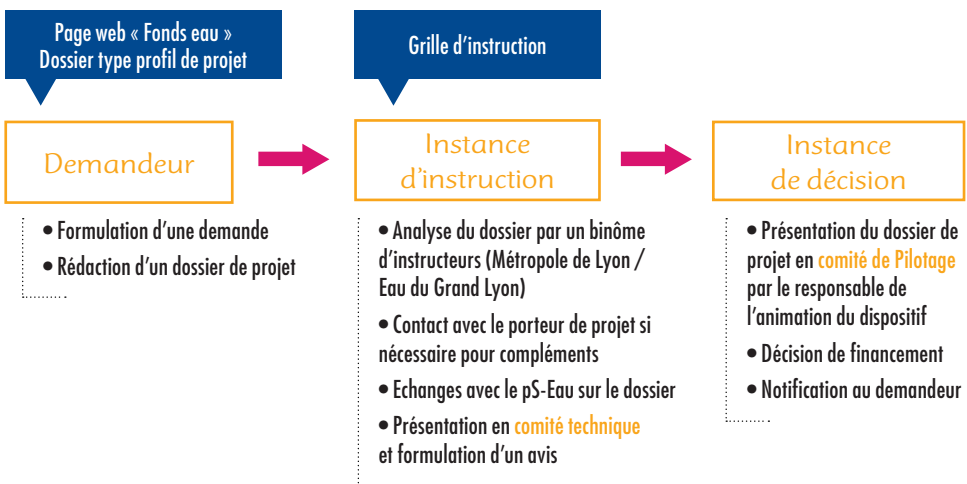 Page web « Fonds eau »
Dossier type profil de projet
Grille d'instruction
Demandeur
Instance
d'instruction
Instance
de décision
• Formulation d'une demande
• Rédaction d'un dossier de projet
• Analyse du dossier par un binôme
d'instructeurs (Métropole de Lyon /
Eau du Grand Lyon)
• Contact avec le porteur de projet si
nécessaire pour compléments
• Echanges avec le pS-Eau sur le dossier
• Présentation en comité technique
et formulation d'un avis
• Présentation du dossier de
projet en comité de Pilotage
par le responsable de
l'animation du dispositif
• Décision de financement
• Notification au demandeur